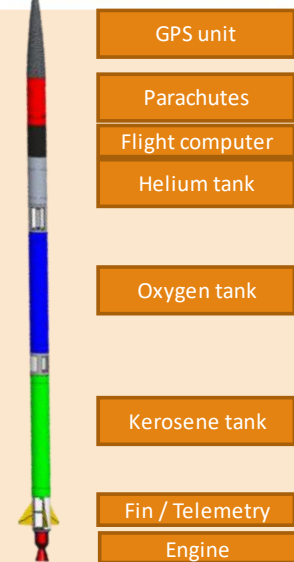 GPS unit
Parachutes
Flight computer
Helium tank
Oxygen tank
Kerosene tank
Fin / Telemetry
Engine